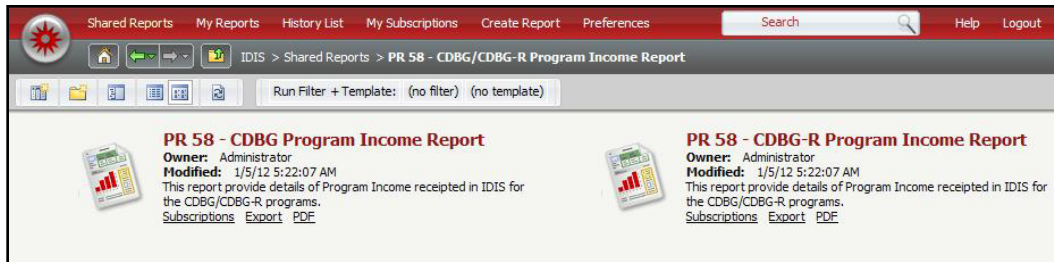 Shared Reports My Reports History List My Subscriptions Create Report Preferences Search Help Logout
IDIS > Shared Reports > PR 58 - CDBG/CDBG-R Program Income Report
Run Filter + Template: (no filter) (no template)
PR 58 - CDBG Program Income Report
Owner: Administrator
Modified: 1/5/12 5:22:07 AM
This report provide details of Program Income receipted in IDIS for
the CDBG/CDBG-R programs.
Subscriptions Export PDF
PR 58 - CDBG-R Program Income Report
Owner: Administrator
Modified: 1/5/12 5:22:07 AM
This report provide details of Program Income receipted in IDIS for
the CDBG/CDBG-R programs.
Subscriptions Export PDF